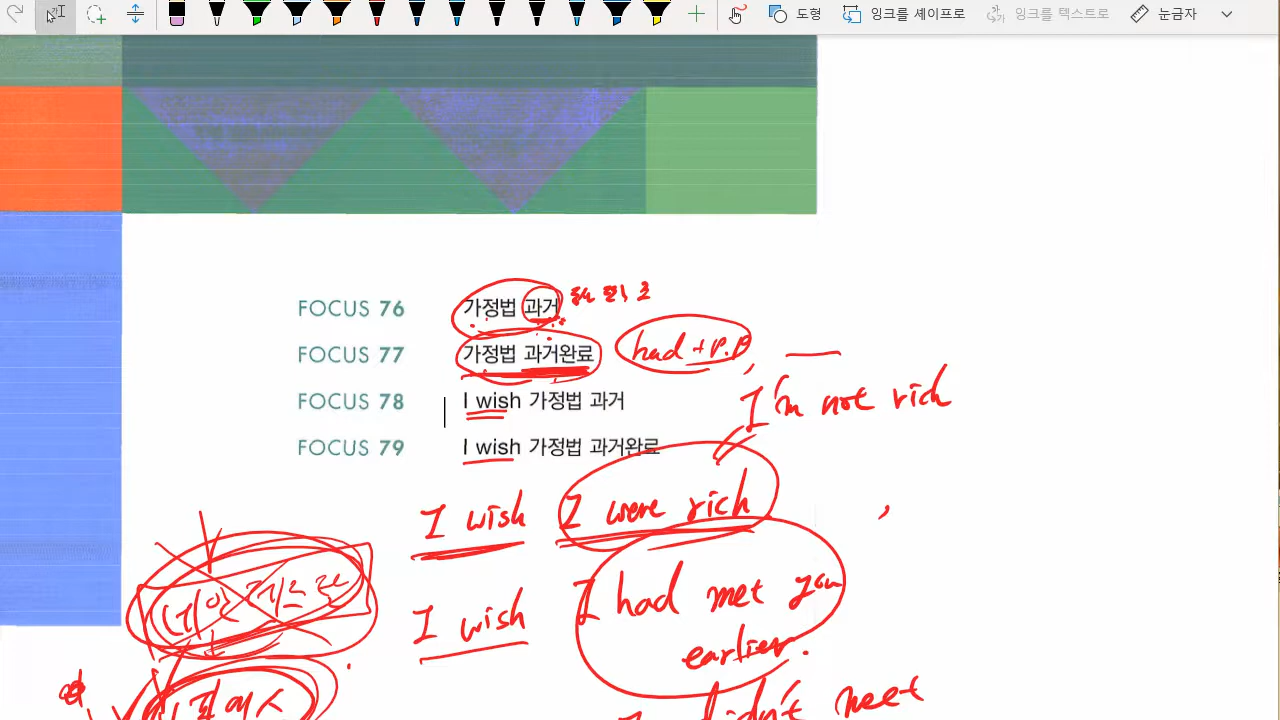 도형 잉크를 셰이프로 잉크를 텍스트로 눈금자
FOCUS 76 가정법 과거
FOCUS 77 가정법 과거완료 had + P.P
FOCUS 78 I wish 가정법 과거
I'm not rich
FOCUS 79 I wish 가정법 과거완료
I wish I were rich
I wish I had met you
earlier.
didn't meet